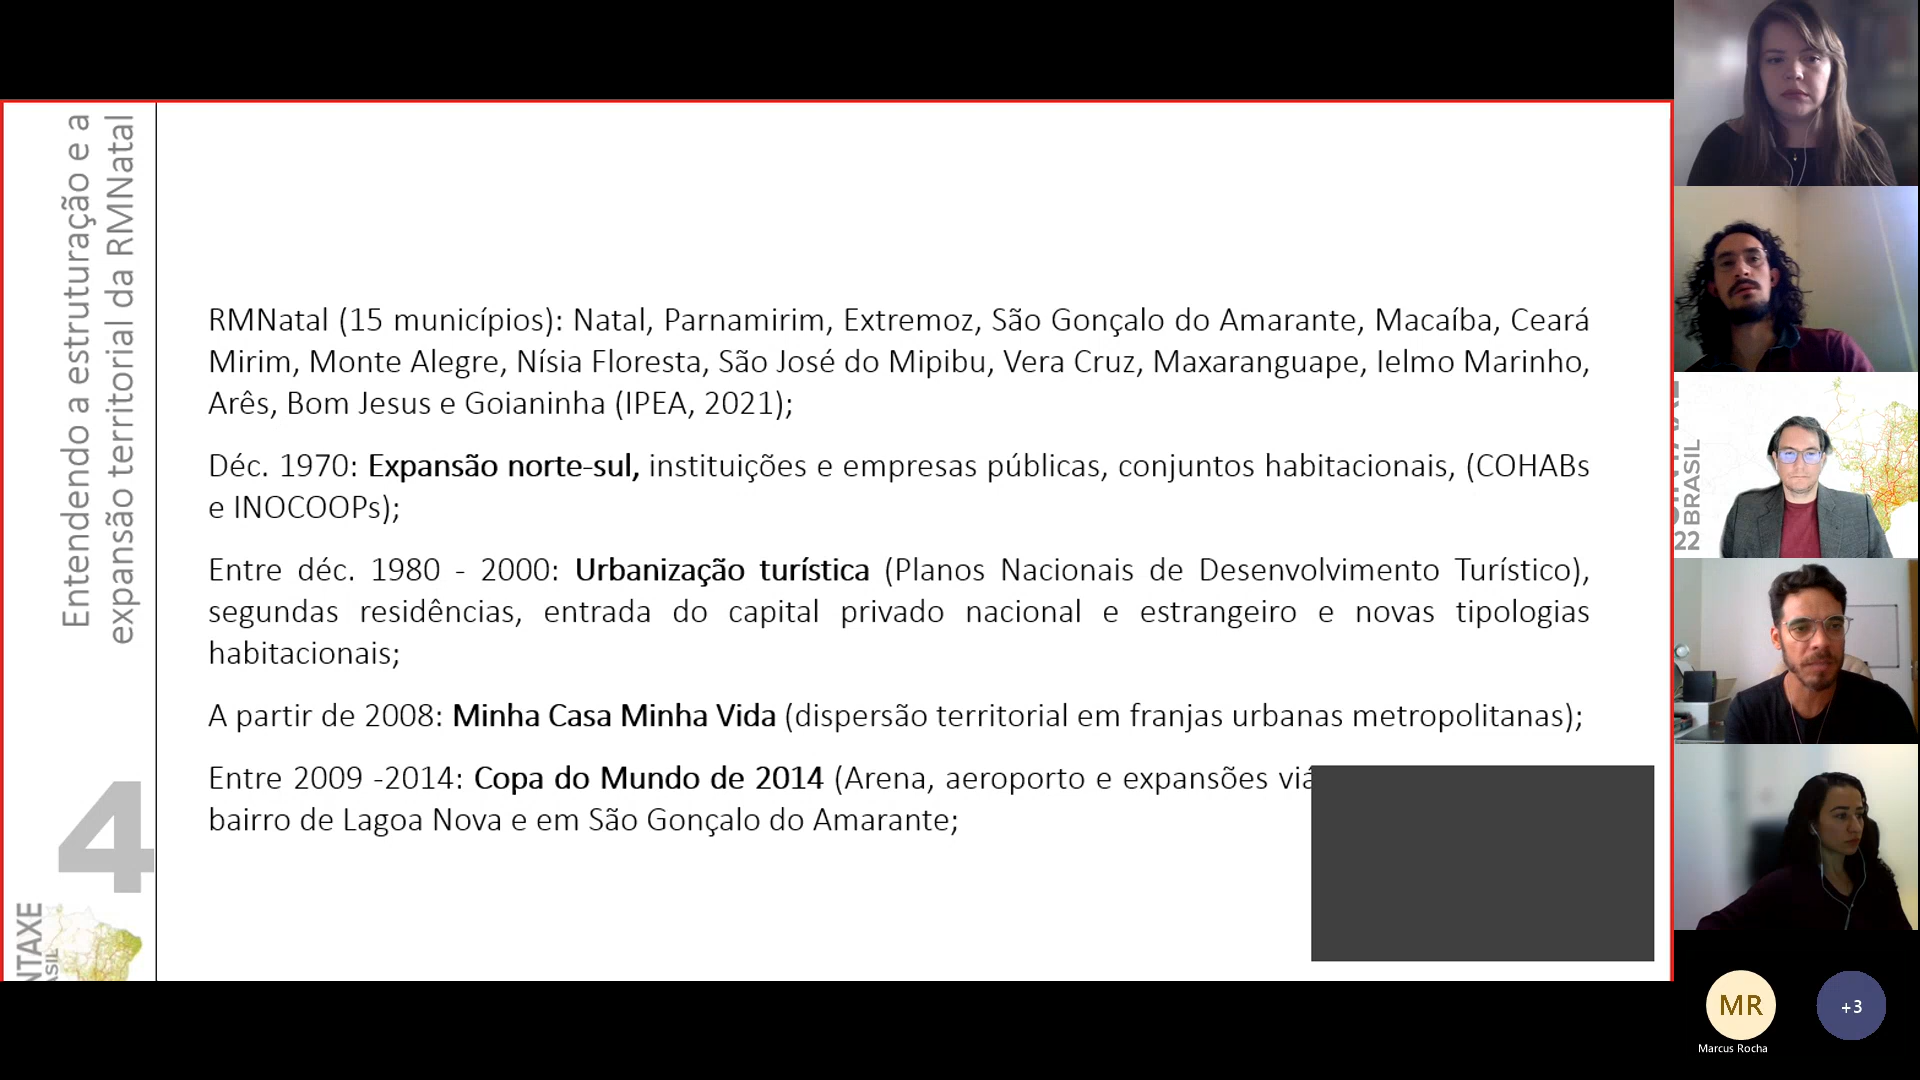 Entendendo a estruturação e a
expansão territorial da RMNatal
4
NTAXE
RMNatal (15 municípios): Natal, Parnamirim, Extremoz, São Gonçalo do Amarante, Macaíba, Ceará
Mirim, Monte Alegre, Nísia Floresta, São José do Mipibu, Vera Cruz, Maxaranguape, Ielmo Marinho,
Arês, Bom Jesus e Goianinha (IPEA, 2021);
Déc. 1970: Expansão norte-sul, instituições e empresas públicas, conjuntos habitacionais, (COHABs
e INOCOOPs);
Entre déc. 1980 - 2000: Urbanização turística (Planos Nacionais de Desenvolvimento Turístico),
segundas residências, entrada do capital privado nacional e estrangeiro e novas tipologias
habitacionais;
A partir de 2008: Minha Casa Minha Vida (dispersão territorial em franjas urbanas metropolitanas);
Entre 2009 -2014: Copa do Mundo de 2014 (Arena, aeroporto e expansões viá
bairro de Lagoa Nova e em São Gonçalo do Amarante;
BRASIL
22
MR
+3
Marcus Rocha